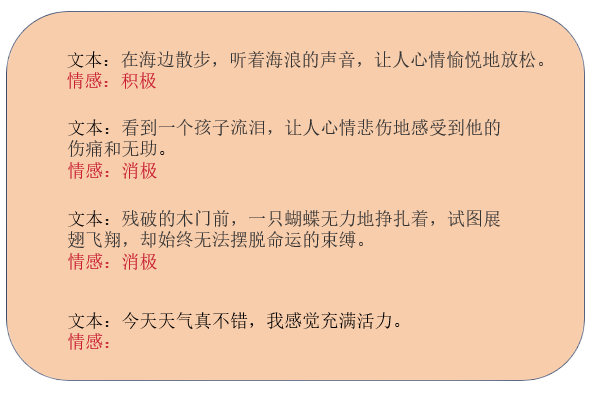 文本：在海边散步，听着海浪的声音，让人心情愉悦地放松。
情感：积极
文本：看到一个孩子流泪，让人心情悲伤地感受到他的
伤痛和无助。
情感：消极
文本：残破的木门前，一只蝴蝶无力地挣扎着，试图展
翅飞翔，却始终无法摆脱命运的束缚。
情感：消极
文本：今天天气真不错，我感觉充满活力。
情感：